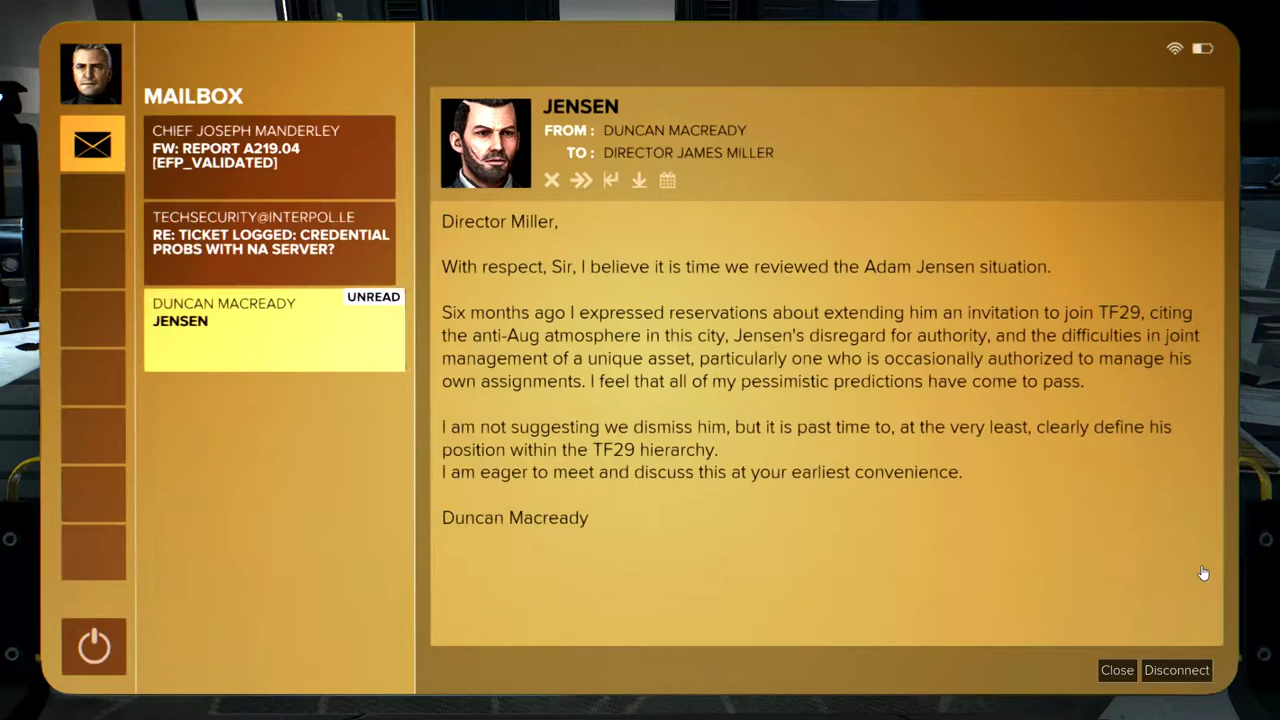 MAILBOX
CHIEF JOSEPH MANDERLEY
FW: REPORT A219.04
[EFP_VALIDATED]
TECHSECURITY@INTERPOL.LE
RE: TICKET LOGGED: CREDENTIAL
PROBS WITH NA SERVER?
UNREAD
DUNCAN MACREADY
JENSEN
JENSEN
FROM : DUNCAN MACREADY
TO : DIRECTOR JAMES MILLER
Director Miller,
With respect, Sir, I believe it is time we reviewed the Adam Jensen situation.
Six months ago I expressed reservations about extending him an invitation to join TF29, citing
the anti-Aug atmosphere in this city, Jensen's disregard for authority, and the difficulties in joint
management of a unique asset, particularly one who is occasionally authorized to manage his
own assignments. I feel that all of my pessimistic predictions have come to pass.
I am not suggesting we dismiss him, but it is past time to, at the very least, clearly define his
position within the TF29 hierarchy.
I am eager to meet and discuss this at your earliest convenience.
Duncan Macready
Close
Disconnect